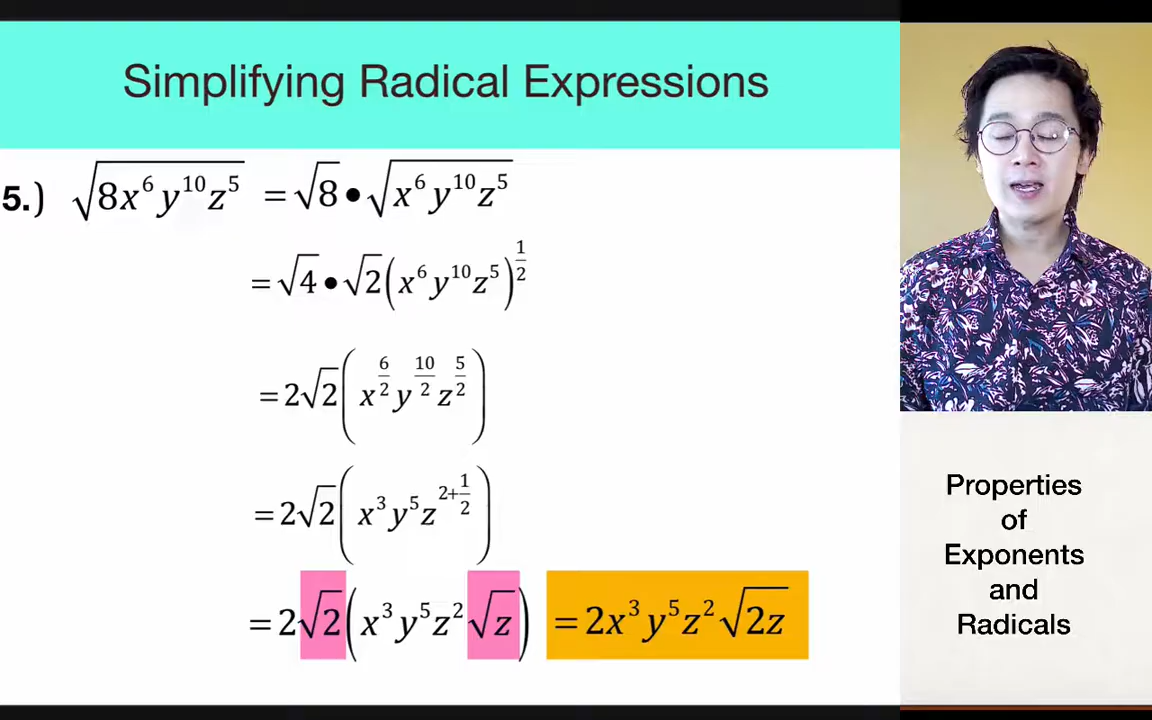 Simplifying Radical Expressions
5.) √(8x⁶y¹⁰z⁵) = √8 • √(x⁶y¹⁰z⁵)
= √4 • √2(x⁶y¹⁰z⁵)^(1/2)
= 2√2(x^(6/2) y^(10/2) z^(5/2))
= 2√2(x³y⁵z^(2+1/2))
= 2√2(x³y⁵z²√z) = 2x³y⁵z²√(2z)
Properties
of
Exponents
and
Radicals